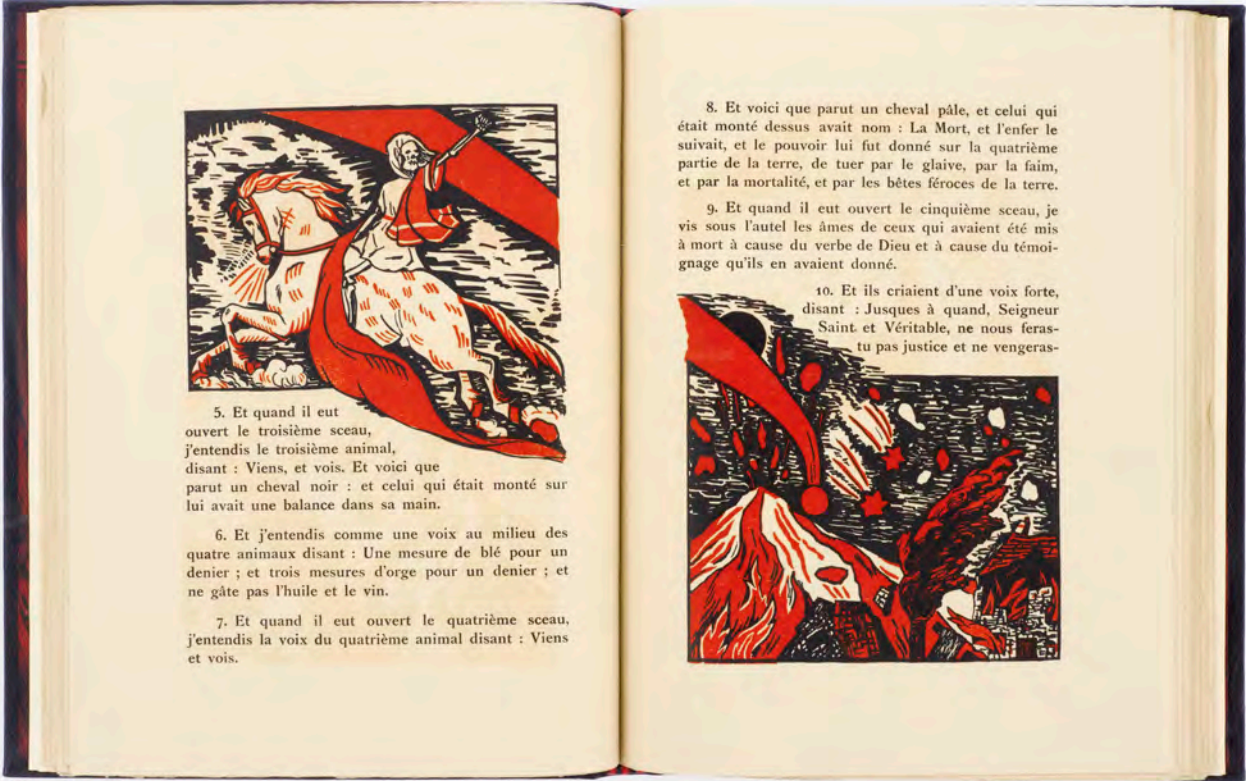 5. Et quand il eut
ouvert le troisième sceau,
j'entendis le troisième animal,
disant : Viens, et vois. Et voici que
parut un cheval noir : et celui qui était monté sur
lui avait une balance dans sa main.
6. Et j'entendis comme une voix au milieu des
quatre animaux disant : Une mesure de blé pour un
denier ; et trois mesures d'orge pour un denier ; et
ne gâte pas l'huile et le vin.
7. Et quand il eut ouvert le quatrième sceau,
j'entendis la voix du quatrième animal disant : Viens
et vois.
8. Et voici que parut un cheval pâle, et celui qui
était monté dessus avait nom : La Mort, et l'enfer le
suivait, et le pouvoir lui fut donné sur la quatrième
partie de la terre, de tuer par le glaive, par la faim,
et par la mortalité, et par les bêtes féroces de la terre.
9. Et quand il eut ouvert le cinquième sceau, je
vis sous l'autel les âmes de ceux qui avaient été mis
à mort à cause du verbe de Dieu et à cause du témoi-
gnage qu'ils en avaient donné.
10. Et ils criaient d'une voix forte,
disant : Jusques à quand, Seigneur
Saint et Véritable, ne nous feras-
tu pas justice et ne vengeras-